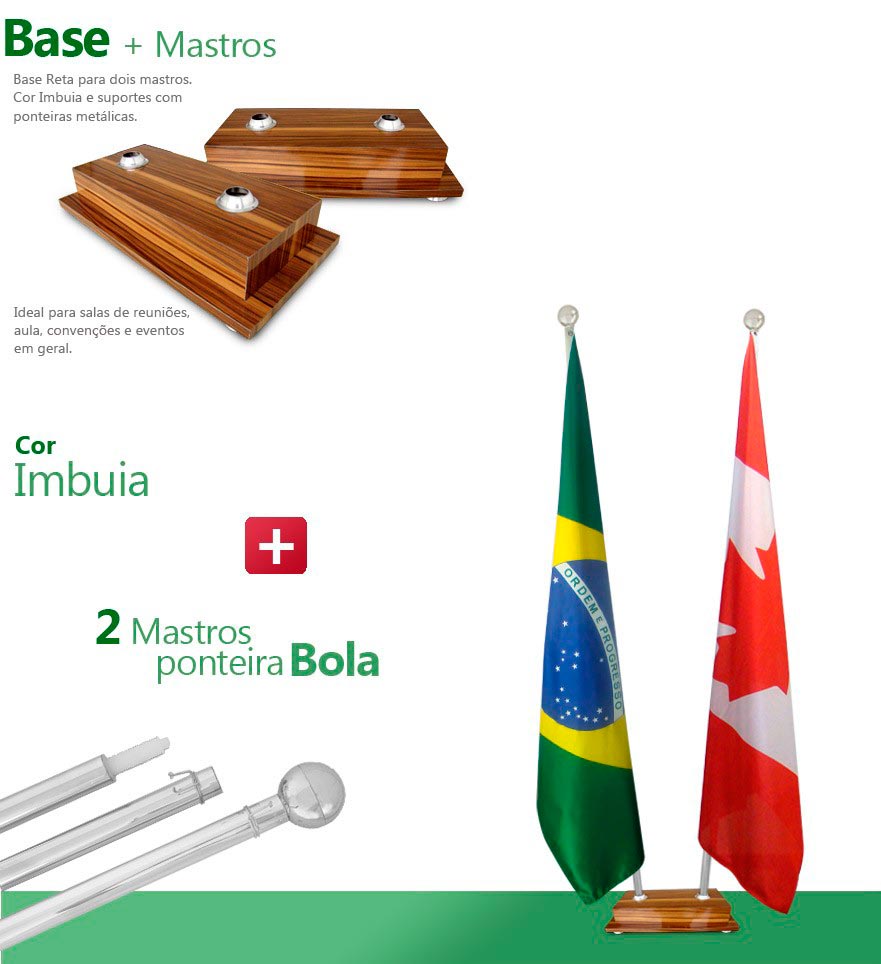 Base + Mastros
Base Reta para dois mastros.
Cor Imbuia e suportes com
ponteiras metálicas.
Ideal para salas de reuniões,
aula, convenções e eventos
em geral.
Cor
Imbuia
2 Mastros
ponteira Bola
ORDEM E PROGRESSO